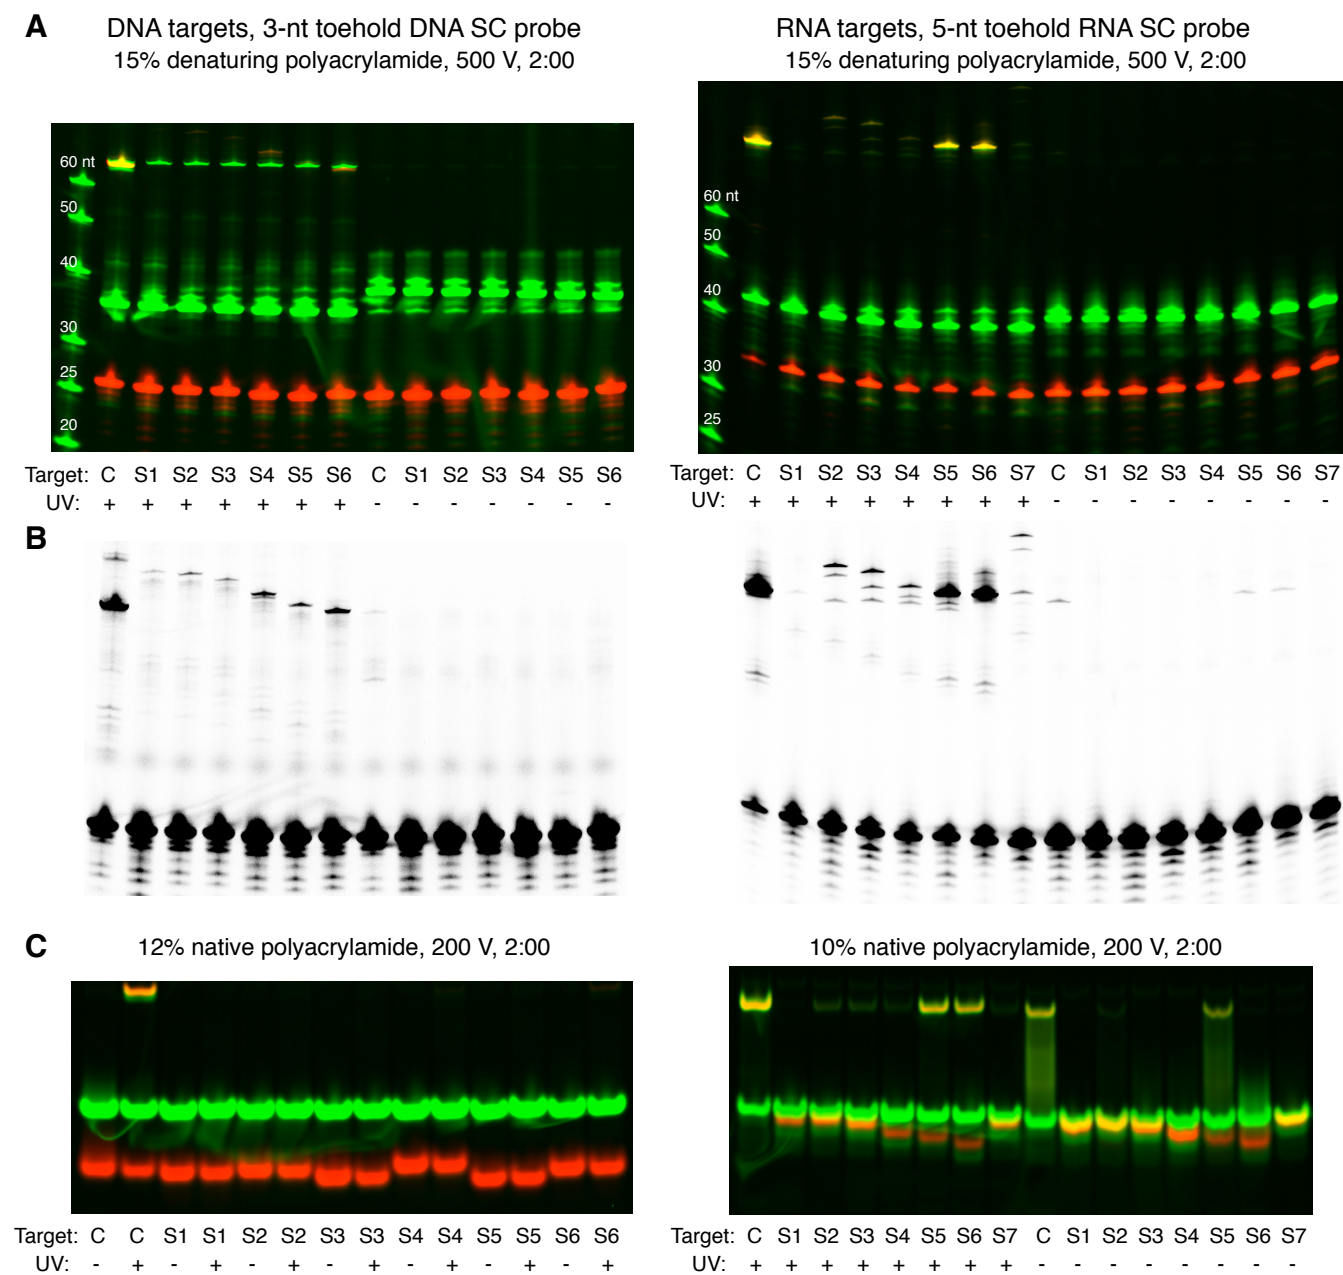 A
DNA targets, 3-nt toehold DNA SC probe
15% denaturing polyacrylamide, 500 V, 2:00
60 nt
50
40
30
25
20
Target: C S1 S2 S3 S4 S5 S6 C S1 S2 S3 S4 S5 S6
UV: + + + + + + + - - - - - - -
RNA targets, 5-nt toehold RNA SC probe
15% denaturing polyacrylamide, 500 V, 2:00
60 nt
50
40
30
25
Target: C S1 S2 S3 S4 S5 S6 S7 C S1 S2 S3 S4 S5 S6 S7
UV: + + + + + + + + - - - - - - - -
B
C
12% native polyacrylamide, 200 V, 2:00
Target: C C S1 S1 S2 S2 S3 S3 S4 S4 S5 S5 S6 S6
UV: - + - + - + - + - + - + - +
10% native polyacrylamide, 200 V, 2:00
Target: C S1 S2 S3 S4 S5 S6 S7 C S1 S2 S3 S4 S5 S6 S7
UV: + + + + + + + + - - - - - - - -